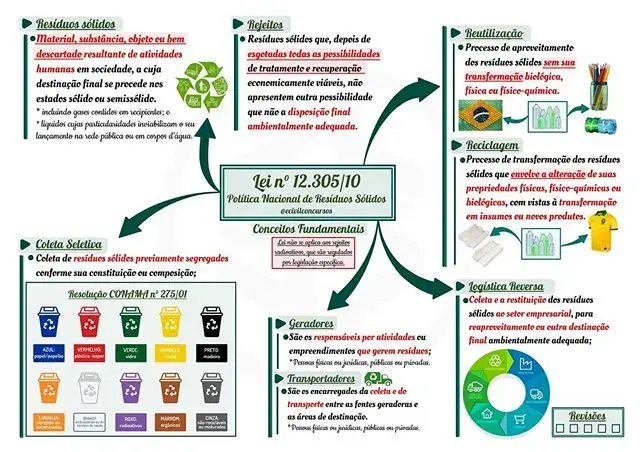 Resíduos sólidos
Material, substância, objeto ou bem
descartado resultante de atividades
humanas em sociedade, a cuja
destinação final se procede nos
estados sólido ou semissólido.
* incluindo gases contidos em recipientes; e
* líquidos cujas particularidades inviabilizam o seu
lançamento na rede pública ou em corpos d'água.
Rejeitos
Resíduos sólidos que, depois de
esgotadas todas as possibilidades
de tratamento e recuperação
economicamente viáveis, não
apresentem outra possibilidade
que não a disposição final
ambientalmente adequada.
Reutilização
Processo de aproveitamento
dos resíduos sólidos sem sua
transformação biológica,
física ou físico-química.
Reciclagem
Processo de transformação dos resíduos
sólidos que envolve a alteração de suas
propriedades físicas, físico-químicas ou
biológicas, com vistas à transformação
em insumos ou novos produtos.
Lei nº 12.305/10
Política Nacional de Resíduos Sólidos
@ecivilconcursos
Conceitos Fundamentais
Lei não se aplica aos rejeitos
radioativos, que são regulados
por legislação específica.
Coleta Seletiva
Coleta de resíduos sólidos previamente segregados
conforme sua constituição ou composição;
Resolução CONAMA nº 275/01
AZUL: VERMELHO: VERDE: AMARELO: PRETO:
papel/papelão plástico vidro metal madeira
LARANJA: BRANCO: ROXO: MARROM: CINZA:
perigosos ou radioativos orgânicos não-recicláveis
contaminados de saúde ou misturados
Geradores
São os responsáveis por atividades ou
empreendimentos que gerem resíduos;
* Pessoas físicas ou jurídicas, públicas ou privadas.
Transportadores
São os encarregados da coleta e do
transporte entre as fontes geradoras e
as áreas de destinação.
* Pessoas físicas ou jurídicas, públicas ou privadas.
Logística Reversa
Coleta e a restituição dos resíduos
sólidos ao setor empresarial, para
reaproveitamento ou outra destinação
final ambientalmente adequada;
Revisões